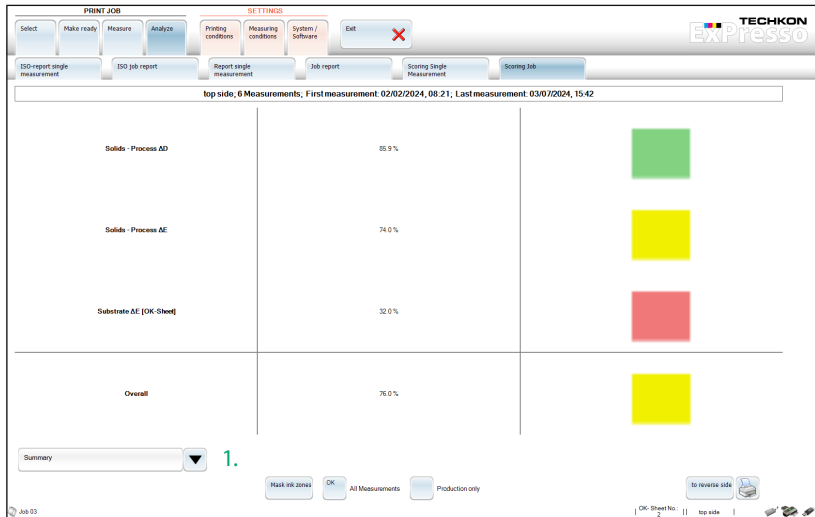 PRINT JOB
SETTINGS
Select
Make ready
Measure
Analyze
Printing
conditions
Measuring
conditions
System /
Software
Exit
TECHKON
ExPresso
ISO-report single
measurement
ISO job report
Report single
measurement
Job report
Scoring Single
Measurement
Scoring Job
top side; 6 Measurements; First measurement: 02/02/2024, 08:21; Last measurement: 03/07/2024, 15:42
Solids - Process ΔD
85.9 %
Solids - Process ΔE
74.0 %
Substrate ΔE [OK-Sheet]
32.0 %
Overall
76.0 %
Summary
1.
Mask ink zones
OK
All Measurements
Production only
to reverse side
Job 03
| OK- Sheet No.: 2 || top side |